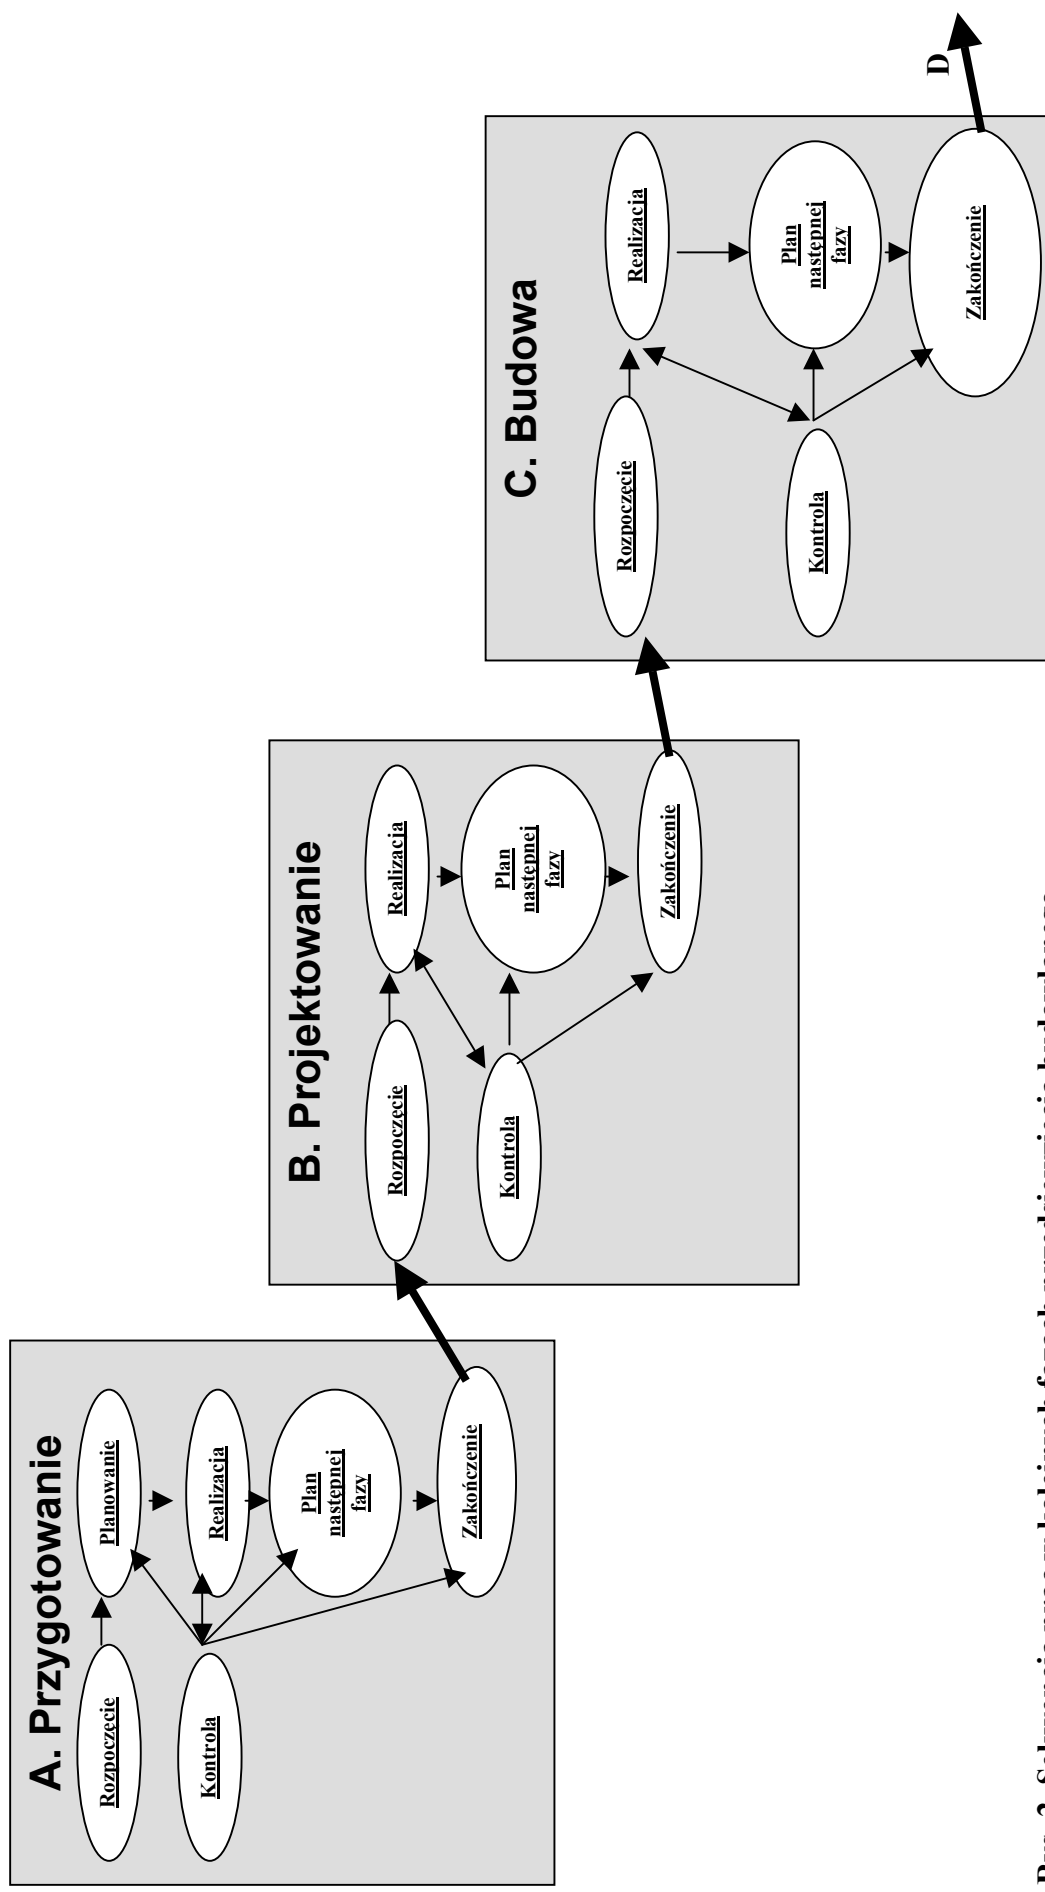 A. Przygotowanie
Rozpoczęcie
Planowanie
Kontrola
Realizacja
Plan
następnej
fazy
Zakończenie
B. Projektowanie
Rozpoczęcie
Realizacja
Kontrola
Plan
następnej
fazy
Zakończenie
C. Budowa
Rozpoczęcie
Realizacja
Kontrola
Plan
następnej
fazy
Zakończenie
D